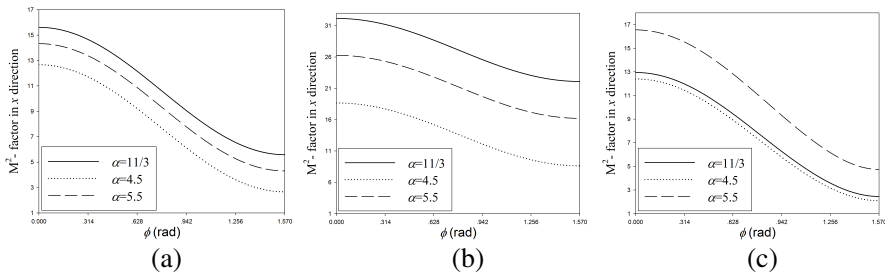 M²- factor in x direction
17
15
13
11
9
7
5
3
1
α=11/3
α=4.5
α=5.5
0.000 .314 .628 .942 1.256 1.570
ϕ (rad)
(a)
M²- factor in x direction
31
26
21
16
11
6
1
α=11/3
α=4.5
α=5.5
0.000 .314 .628 .942 1.256 1.570
ϕ (rad)
(b)
M²- factor in x direction
17
15
13
11
9
7
5
3
1
α=11/3
α=4.5
α=5.5
0.000 .314 .628 .942 1.256 1.570
ϕ (rad)
(c)